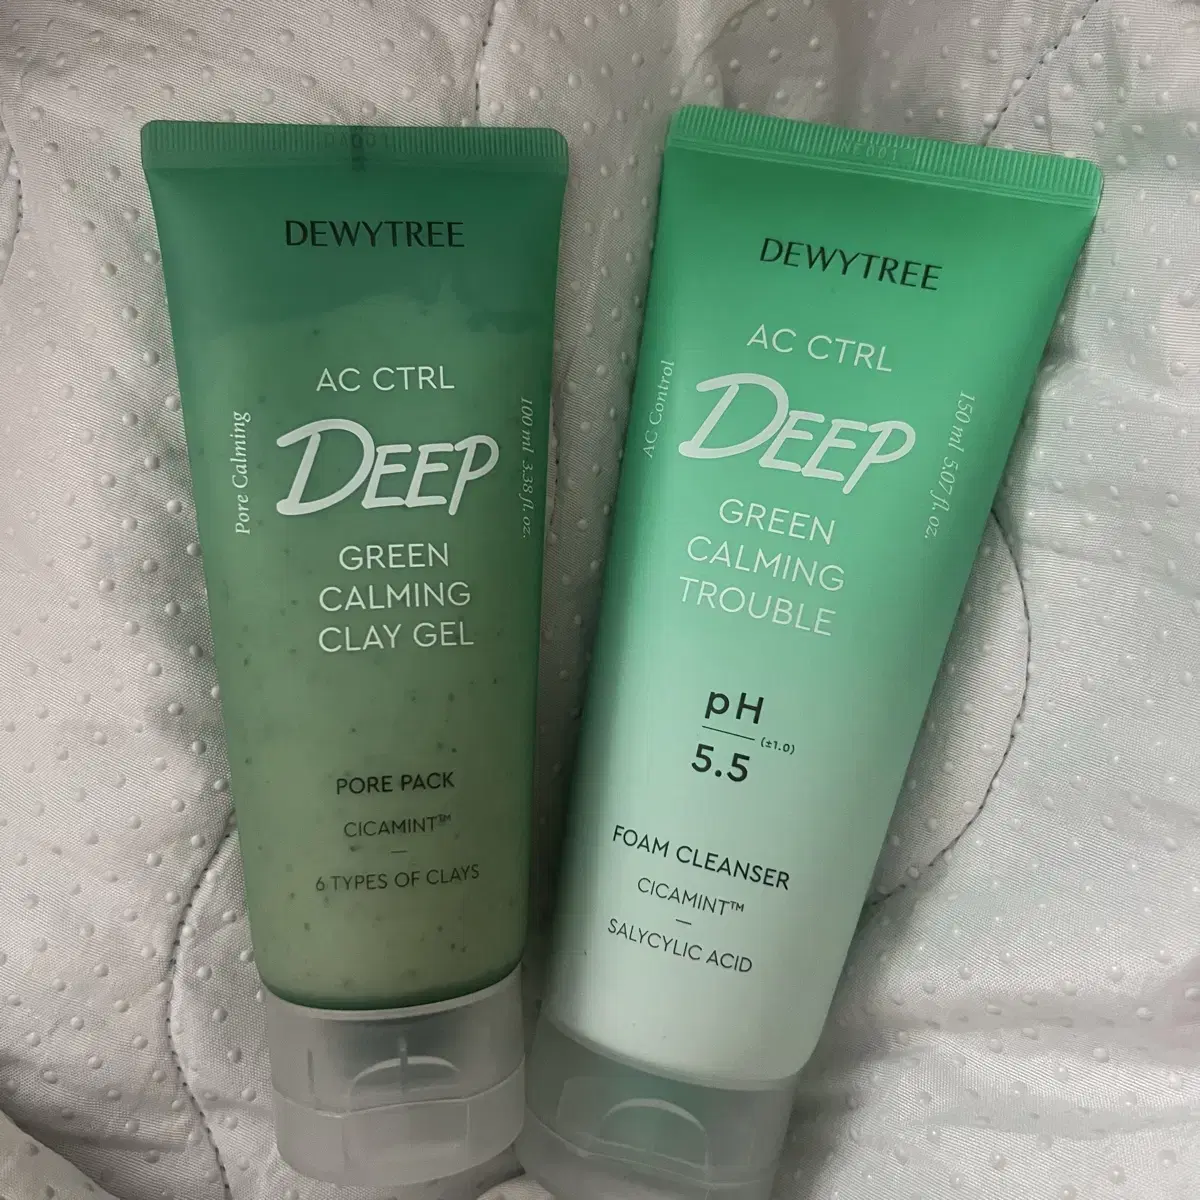 DEWYTREE
AC CTRL
DEEP
GREEN
CALMING
CLAY GEL
Pore Calming
100 ml 3.38 fl. oz.
PORE PACK
CICAMINT™
6 TYPES OF CLAYS
DEWYTREE
AC CTRL
DEEP
GREEN
CALMING
TROUBLE
AC Control
150 ml 5.07 fl. oz.
pH
5.5
(±1.0)
FOAM CLEANSER
CICAMINT™
SALYCYLIC ACID